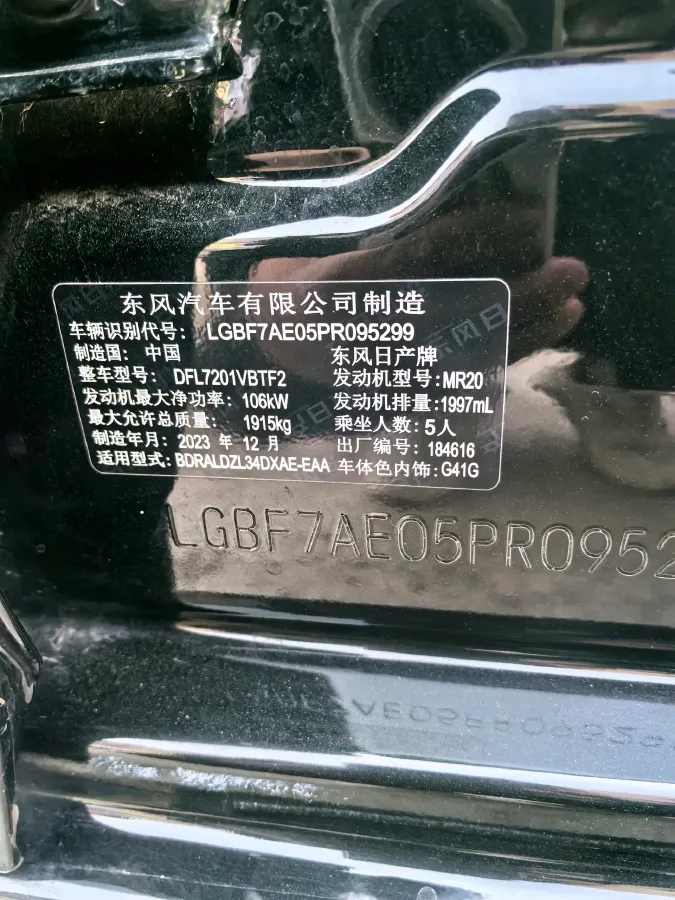 东风汽车有限公司制造
车辆识别代号： LGBF7AE05PR095299
制造国： 中国 东风日产牌
整车型号： DFL7201VBTF2 发动机型号：MR20
发动机最大净功率： 106kW 发动机排量：1997mL
最大允许总质量： 1915kg 乘坐人数：5人
制造年月：2023 年 12 月 出厂编号：184616
适用型式：BDRALDZL34DXAE-EAA 车体色内饰：G41G
LGBF7AE05PR0952